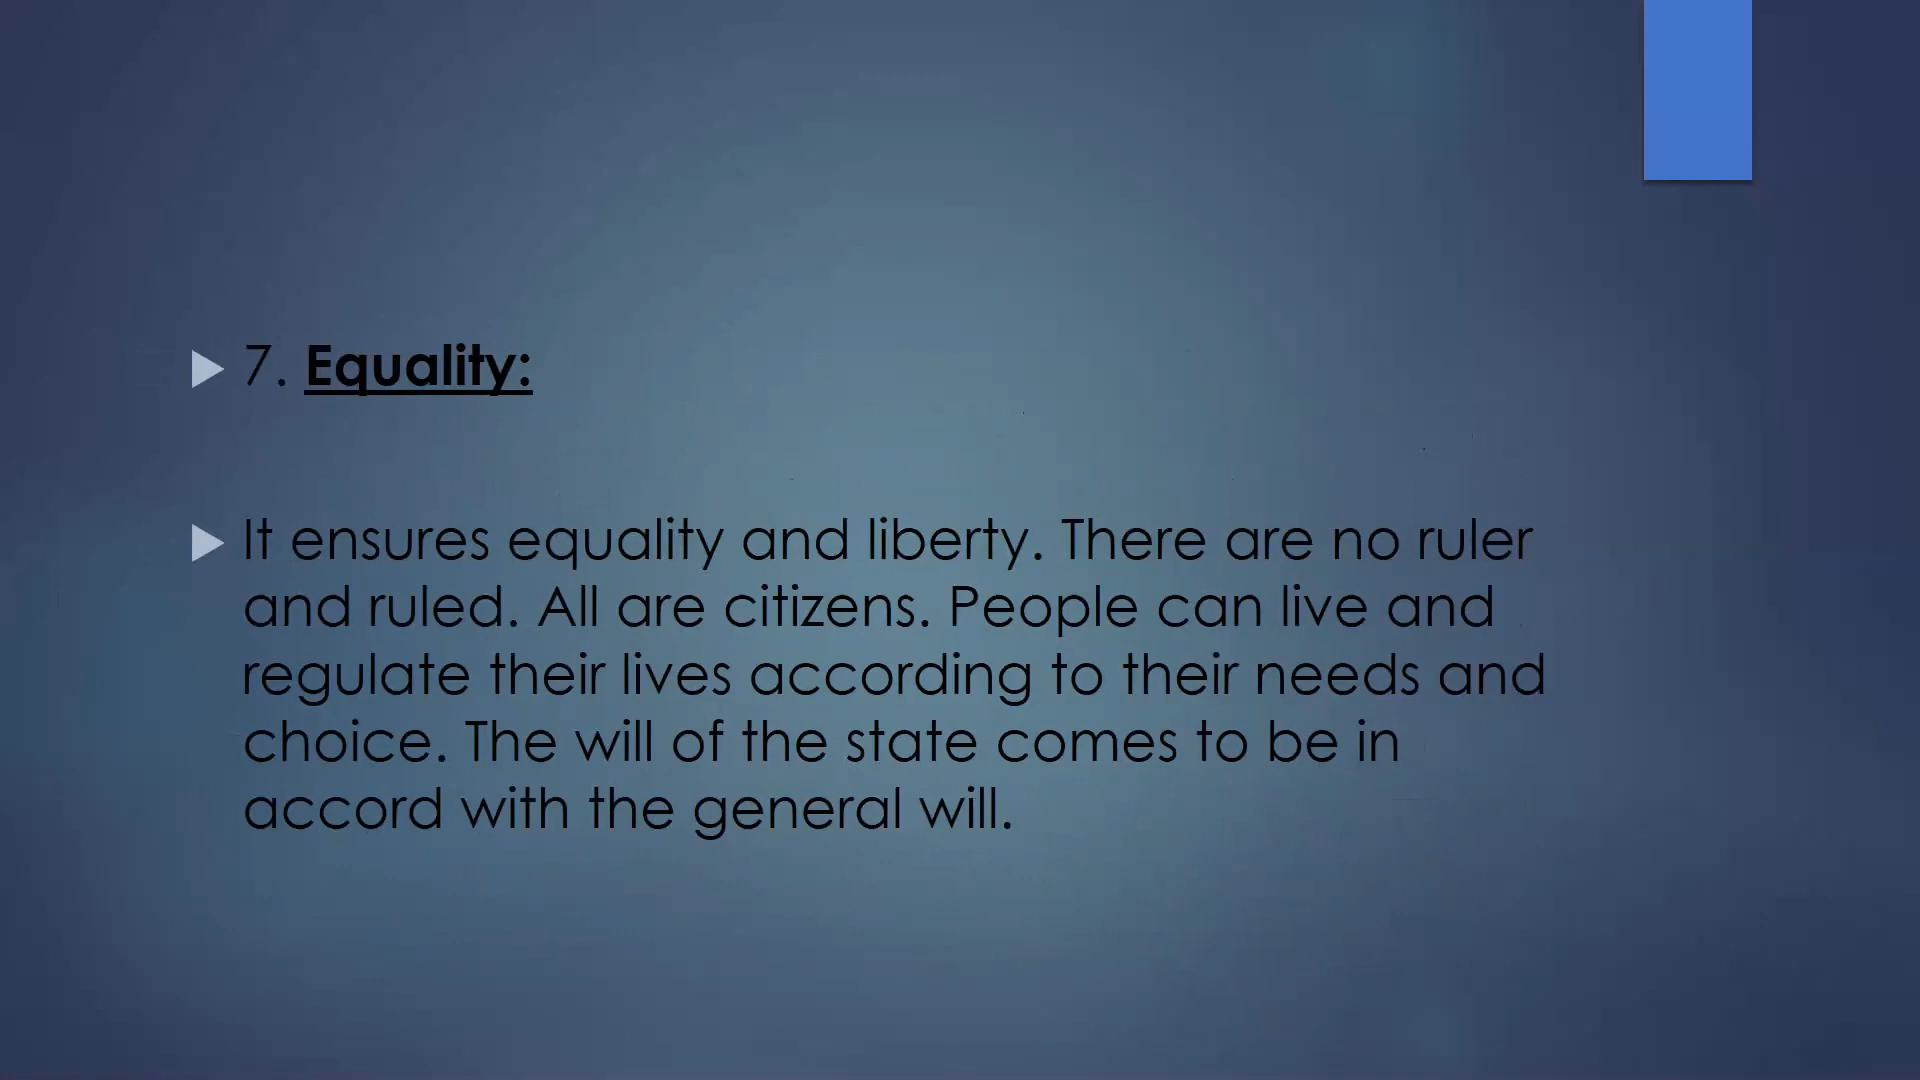 7. Equality:
It ensures equality and liberty. There are no ruler
and ruled. All are citizens. People can live and
regulate their lives according to their needs and
choice. The will of the state comes to be in
accord with the general will.